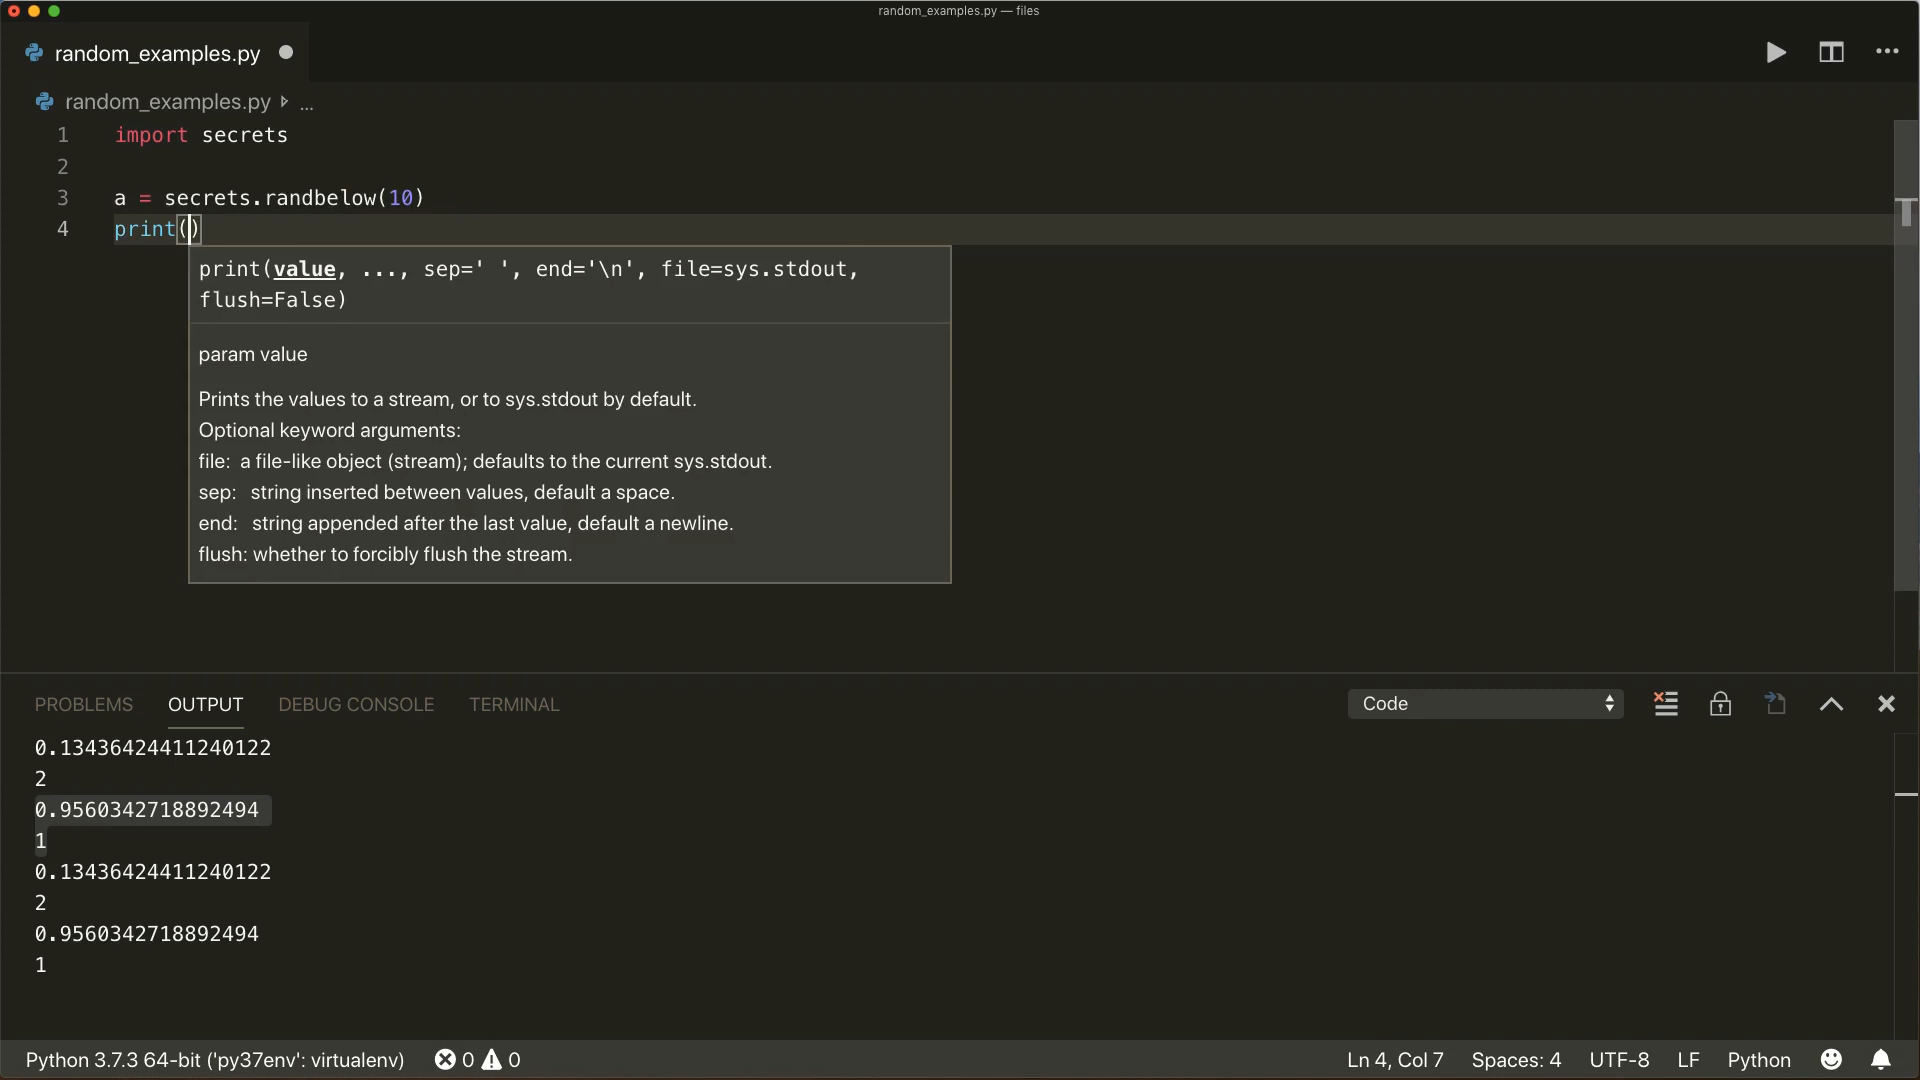 random_examples.py — files
random_examples.py
random_examples.py ...
1 import secrets
2
3 a = secrets.randbelow(10)
4 print()
print(value, ..., sep=' ', end='\n', file=sys.stdout,
flush=False)
param value
Prints the values to a stream, or to sys.stdout by default.
Optional keyword arguments:
file: a file-like object (stream); defaults to the current sys.stdout.
sep: string inserted between values, default a space.
end: string appended after the last value, default a newline.
flush: whether to forcibly flush the stream.
PROBLEMS OUTPUT DEBUG CONSOLE TERMINAL Code
0.13436424411240122
2
0.9560342718892494
1
0.13436424411240122
2
0.9560342718892494
1
Python 3.7.3 64-bit ('py37env': virtualenv) 0 0 Ln 4, Col 7 Spaces: 4 UTF-8 LF Python